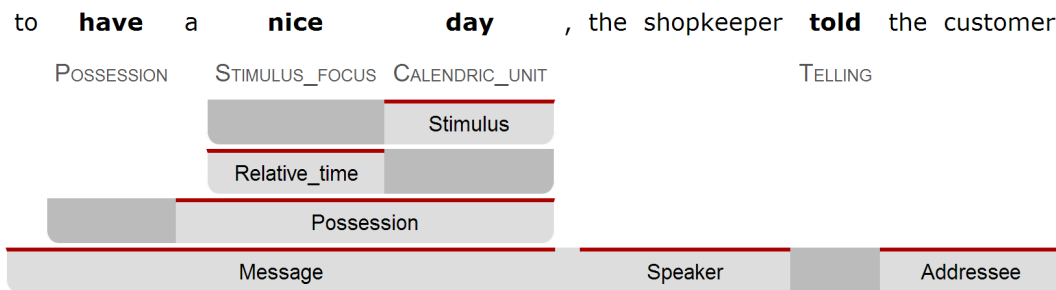 to have a nice day , the shopkeeper told the customer
POSSESSION STIMULUS_FOCUS CALENDRIC_UNIT TELLING
Stimulus
Relative_time
Possession
Message Speaker Addressee